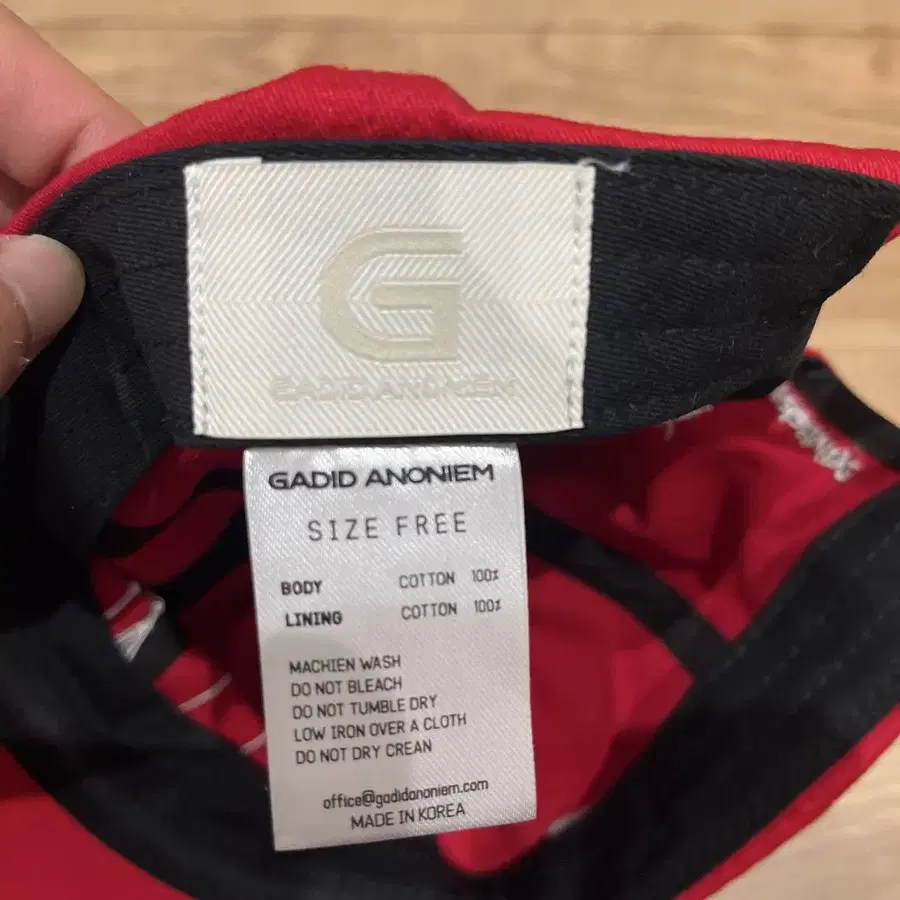 G
GADID ANONIEM
GADID ANONIEM
SIZE FREE
BODY COTTON 100%
LINING COTTON 100%
MACHIEN WASH
DO NOT BLEACH
DO NOT TUMBLE DRY
LOW IRON OVER A CLOTH
DO NOT DRY CREAN
office@gadidanoniem.com
MADE IN KOREA